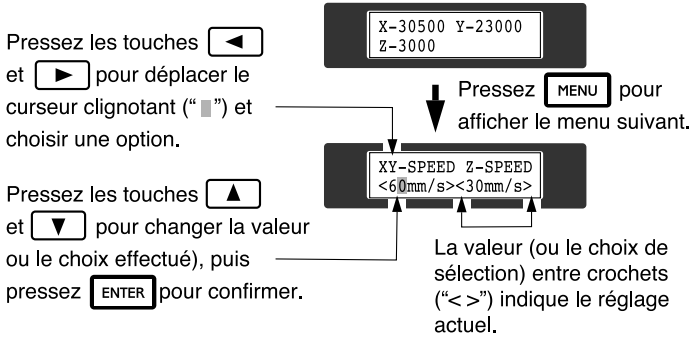 Pressez les touches ◄
et ► pour déplacer le
curseur clignotant (“ ”) et
choisir une option.
X-30500 Y-23000
Z-3000
Pressez MENU pour
afficher le menu suivant.
XY-SPEED Z-SPEED
<60mm/s><30mm/s>
Pressez les touches ▲
et ▼ pour changer la valeur
ou le choix effectué), puis
pressez ENTER pour confirmer.
La valeur (ou le choix de
sélection) entre crochets
(“< >”) indique le réglage
actuel.